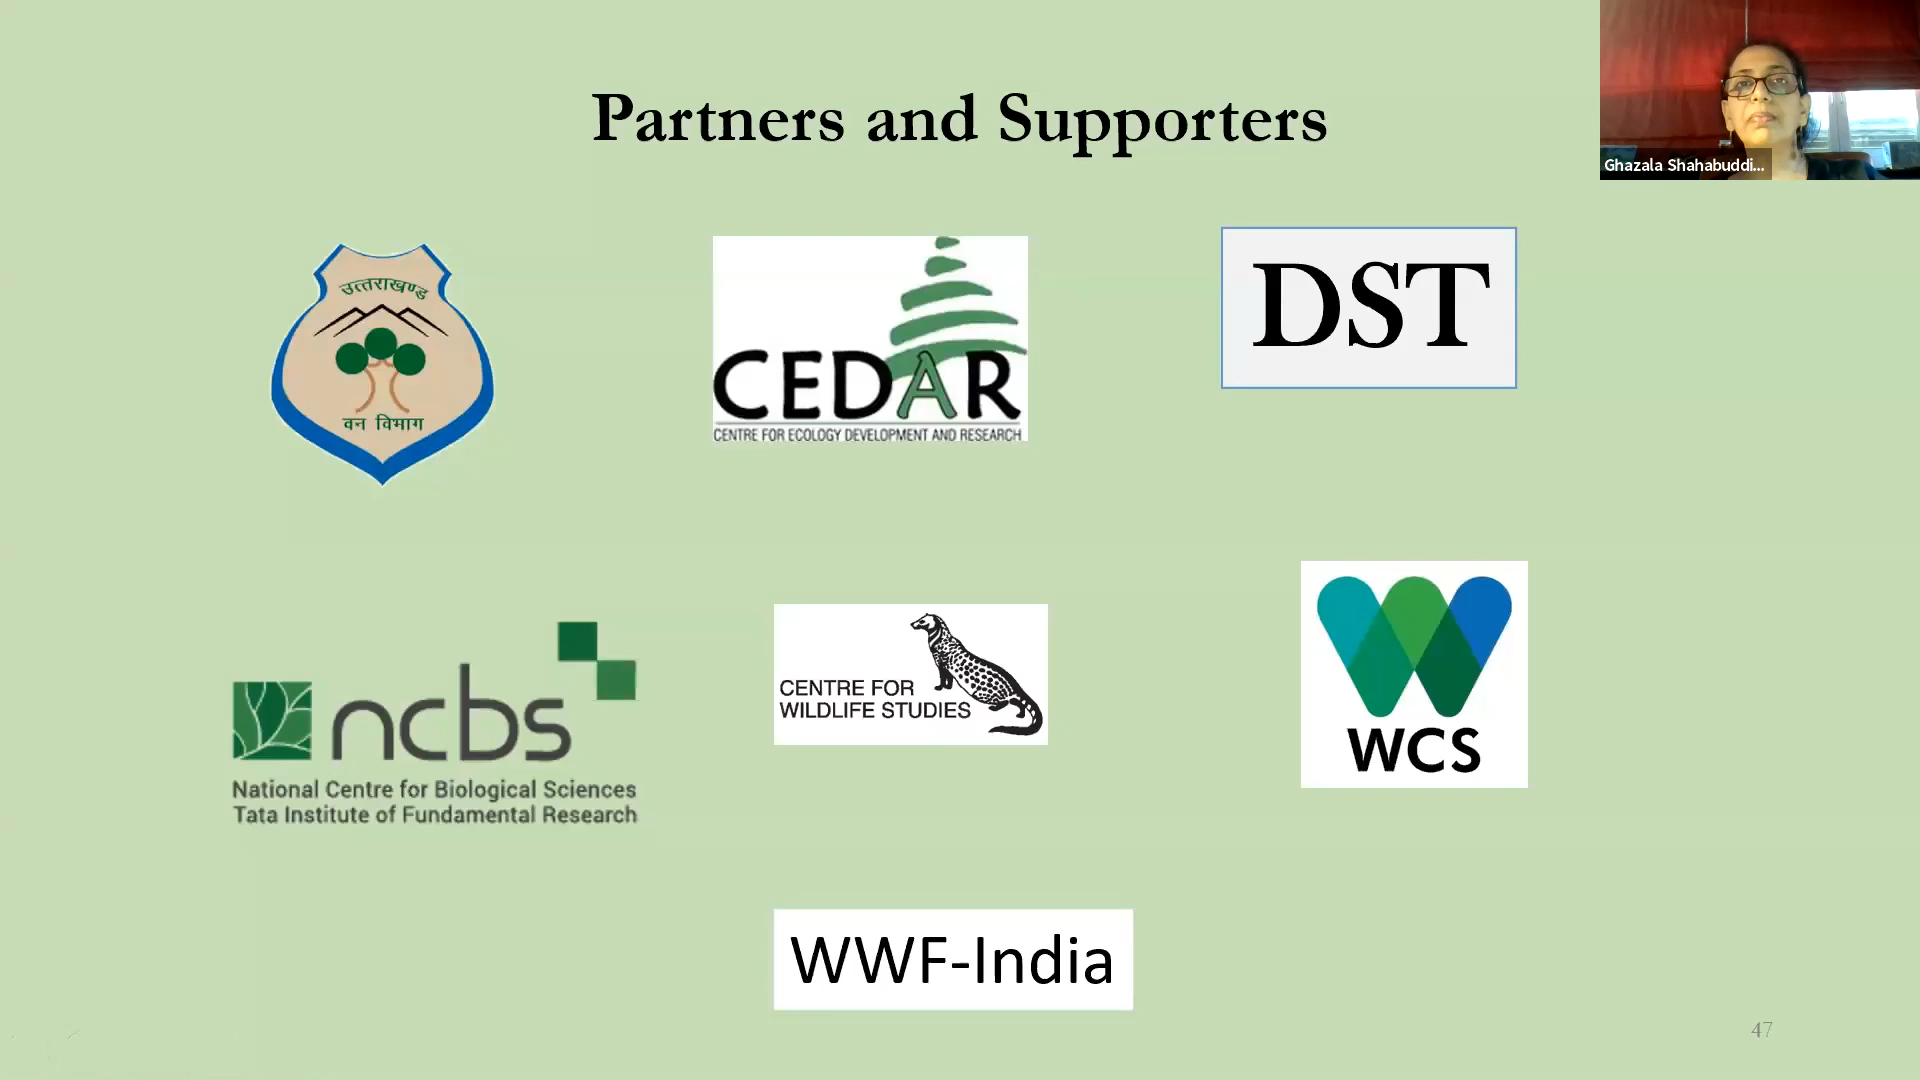 Partners and Supporters
Ghazala Shahabuddi...
उत्तराखण्ड
वन विभाग
CEDAR
CENTRE FOR ECOLOGY DEVELOPMENT AND RESEARCH
DST
ncbs
National Centre for Biological Sciences
Tata Institute of Fundamental Research
CENTRE FOR
WILDLIFE STUDIES
WCS
WWF-India
47